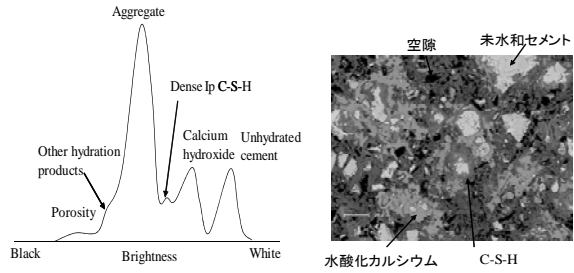 Aggregate
Dense Ip C-S-H
Calcium
hydroxide
Unhydrated
cement
Other hydration
products
Porosity
Black
Brightness
White
空隙
未水和セメント
水酸化カルシウム
C-S-H